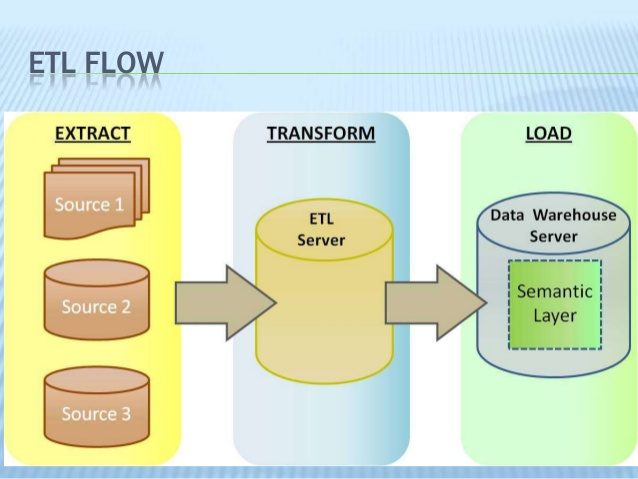 ETL FLOW
EXTRACT
Source 1
Source 2
Source 3
TRANSFORM
ETL
Server
LOAD
Data Warehouse
Server
Semantic
Layer